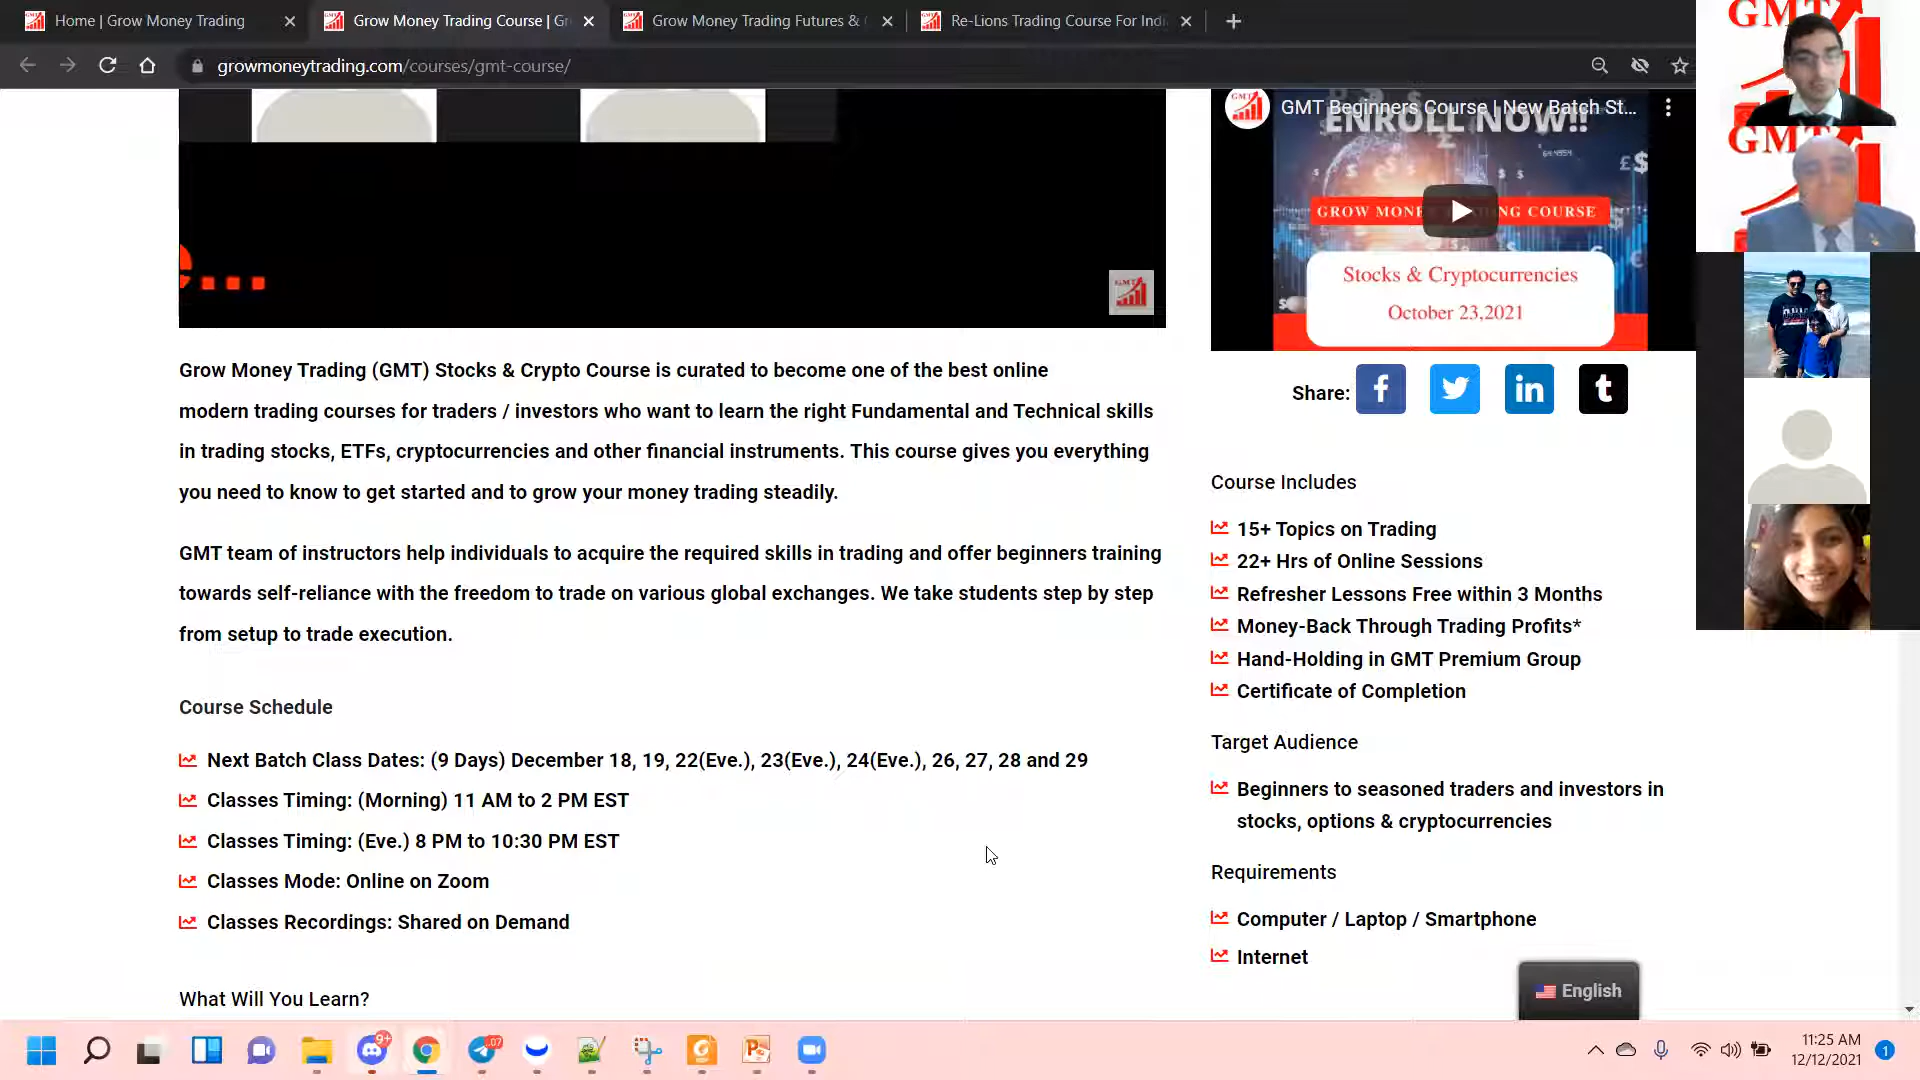 Home | Grow Money Trading
Grow Money Trading Course | Gr
Grow Money Trading Futures &
Re-Lions Trading Course For Indi
growmoneytrading.com/courses/gmt-course/
GMT
GMT
GMT Beginners Course | New Batch St...
ENROLL NOW!!
GROW MONEY TRADING COURSE
Stocks & Cryptocurrencies
October 23,2021
GMT
Grow Money Trading (GMT) Stocks & Crypto Course is curated to become one of the best online
modern trading courses for traders / investors who want to learn the right Fundamental and Technical skills
in trading stocks, ETFs, cryptocurrencies and other financial instruments. This course gives you everything
you need to know to get started and to grow your money trading steadily.
GMT team of instructors help individuals to acquire the required skills in trading and offer beginners training
towards self-reliance with the freedom to trade on various global exchanges. We take students step by step
from setup to trade execution.
Course Schedule
Next Batch Class Dates: (9 Days) December 18, 19, 22(Eve.), 23(Eve.), 24(Eve.), 26, 27, 28 and 29
Classes Timing: (Morning) 11 AM to 2 PM EST
Classes Timing: (Eve.) 8 PM to 10:30 PM EST
Classes Mode: Online on Zoom
Classes Recordings: Shared on Demand
What Will You Learn?
Share:
Course Includes
15+ Topics on Trading
22+ Hrs of Online Sessions
Refresher Lessons Free within 3 Months
Money-Back Through Trading Profits*
Hand-Holding in GMT Premium Group
Certificate of Completion
Target Audience
Beginners to seasoned traders and investors in
stocks, options & cryptocurrencies
Requirements
Computer / Laptop / Smartphone
Internet
English
11:25 AM
12/12/2021
1